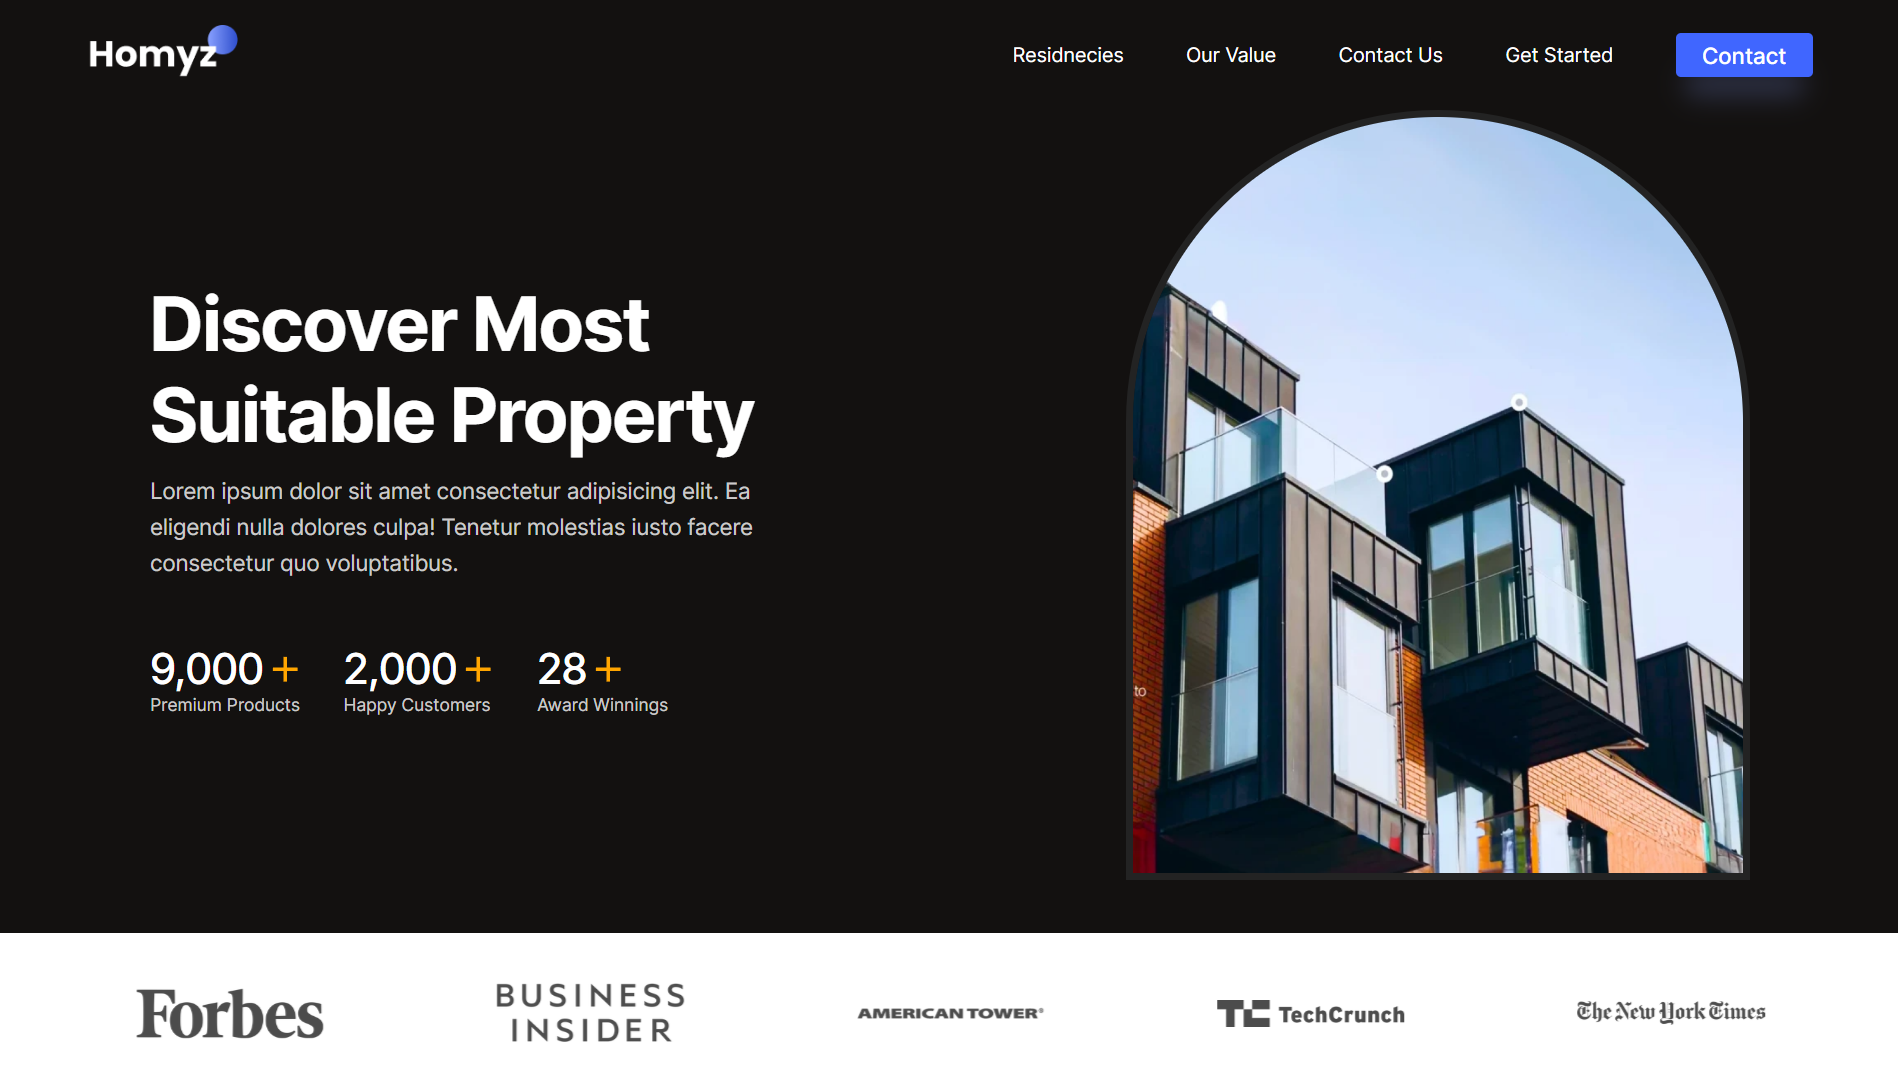 Homyz
Residnecies
Our Value
Contact Us
Get Started
Contact
Discover Most
Suitable Property
Lorem ipsum dolor sit amet consectetur adipisicing elit. Ea
eligendi nulla dolores culpa! Tenetur molestias iusto facere
consectetur quo voluptatibus.
9,000 +
Premium Products
2,000 +
Happy Customers
28 +
Award Winnings
to
Forbes
BUSINESS
INSIDER
AMERICAN TOWER®
TC TechCrunch
The New York Times